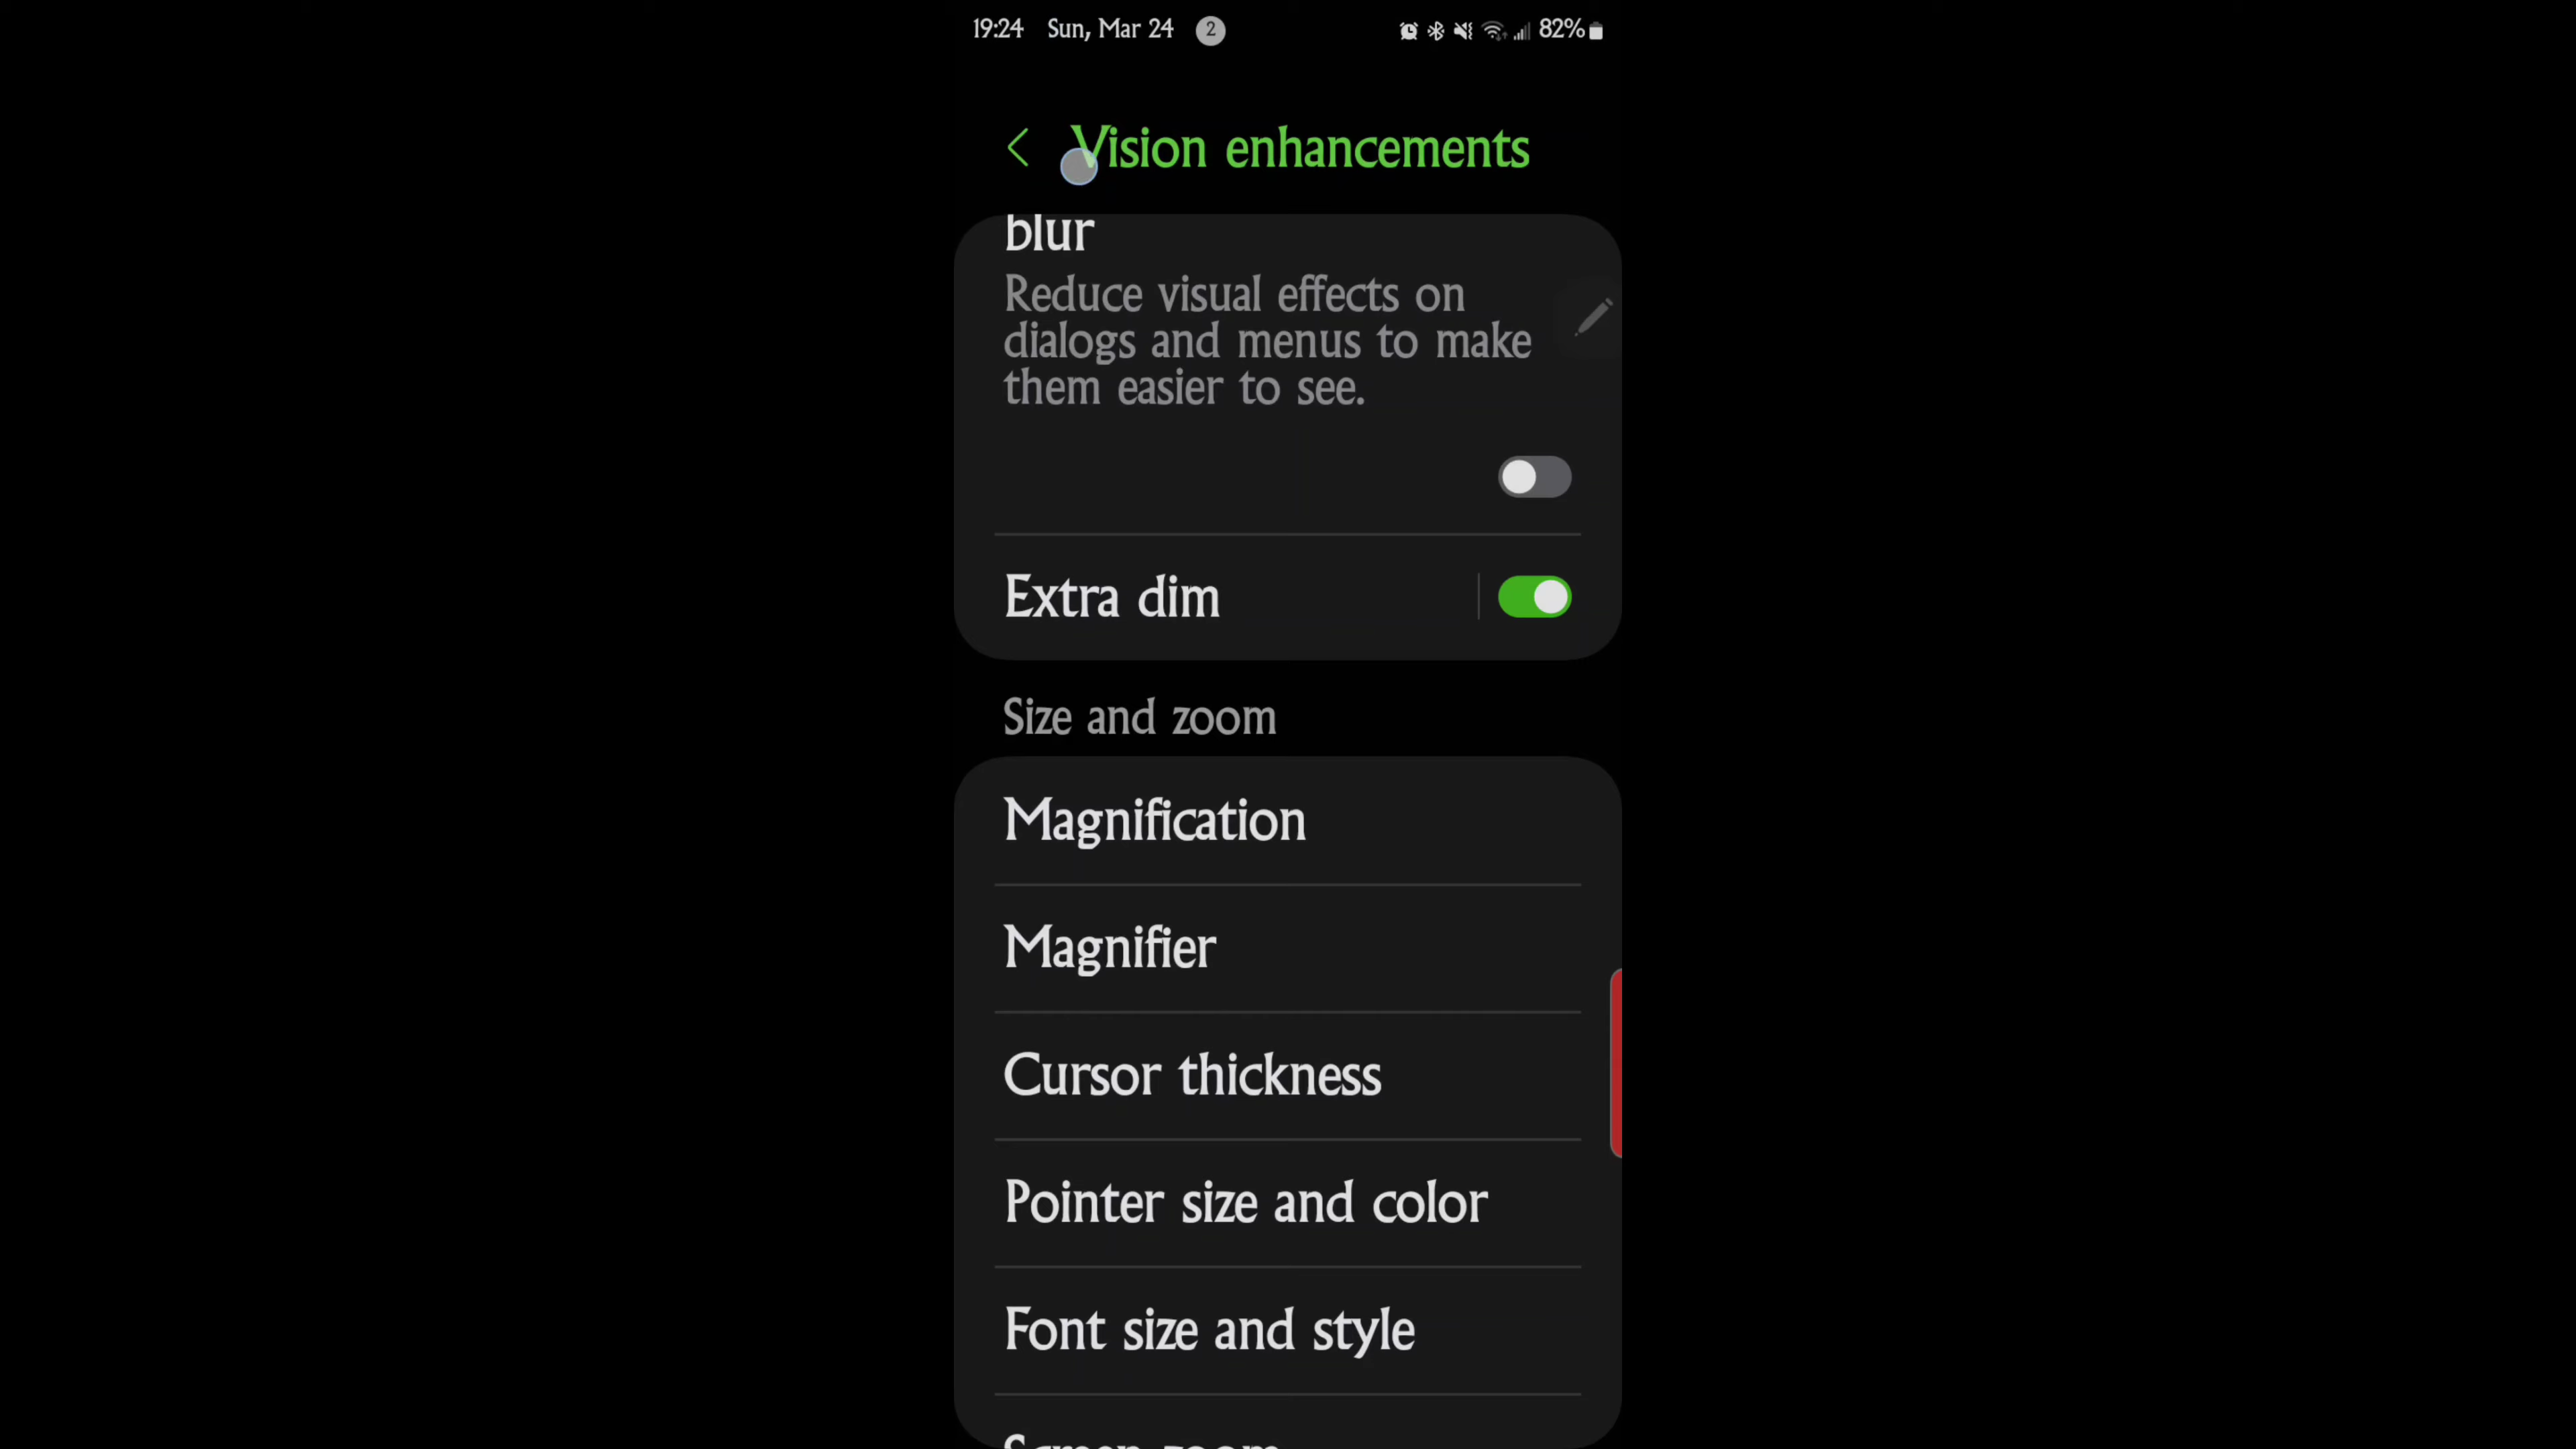 19:24 Sun, Mar 24 2 82%
Vision enhancements
blur
Reduce visual effects on
dialogs and menus to make
them easier to see.
Extra dim
Size and zoom
Magnification
Magnifier
Cursor thickness
Pointer size and color
Font size and style
Screen zoom